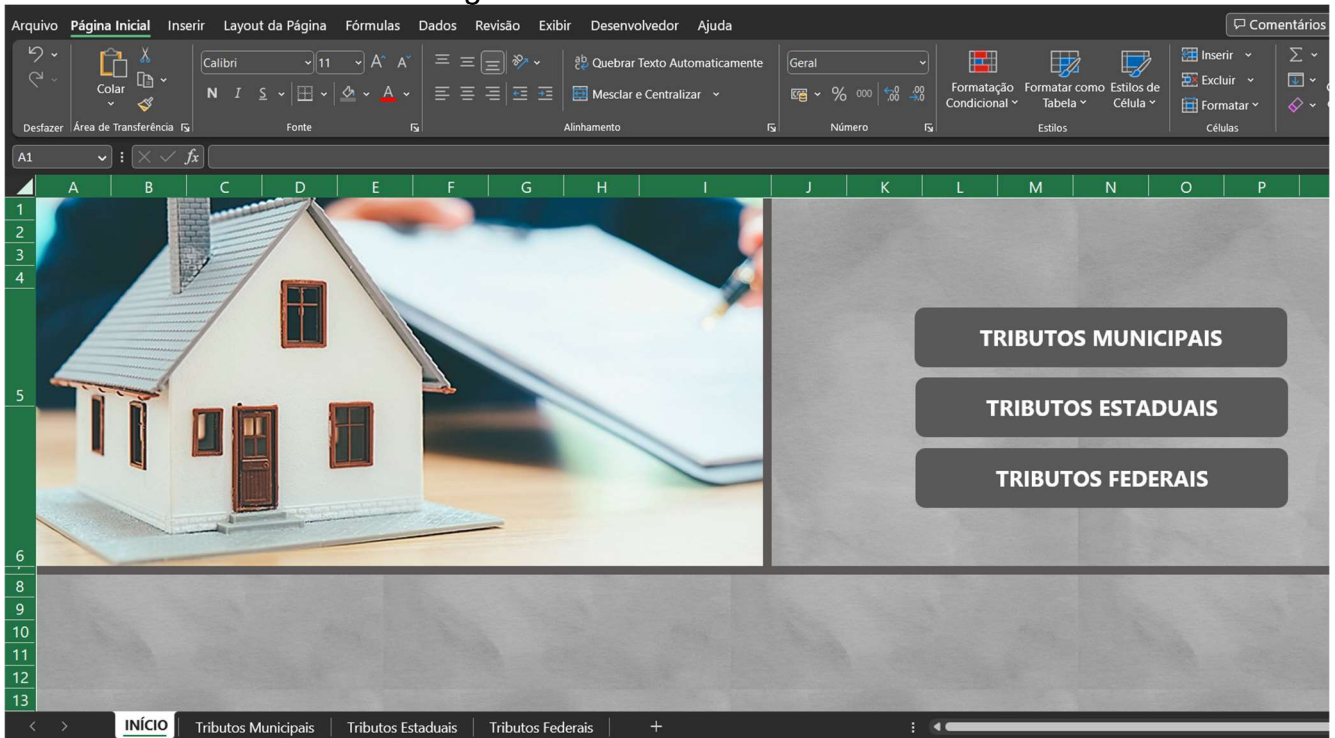 Arquivo Página Inicial Inserir Layout da Página Fórmulas Dados Revisão Exibir Desenvolvedor Ajuda Comentários
Colar
Calibri 11
N I S
Quebrar Texto Automaticamente
Mesclar e Centralizar
Geral
% 000
Formatação Condicional
Formatar como Tabela
Estilos de Célula
Inserir
Excluir
Formatar
Desfazer Área de Transferência Fonte Alinhamento Número Estilos Células
A1 fx
A B C D E F G H I J K L M N O P
1
2
3
4
5
6
8
9
10
11
12
13
TRIBUTOS MUNICIPAIS
TRIBUTOS ESTADUAIS
TRIBUTOS FEDERAIS
INÍCIO Tributos Municipais Tributos Estaduais Tributos Federais +